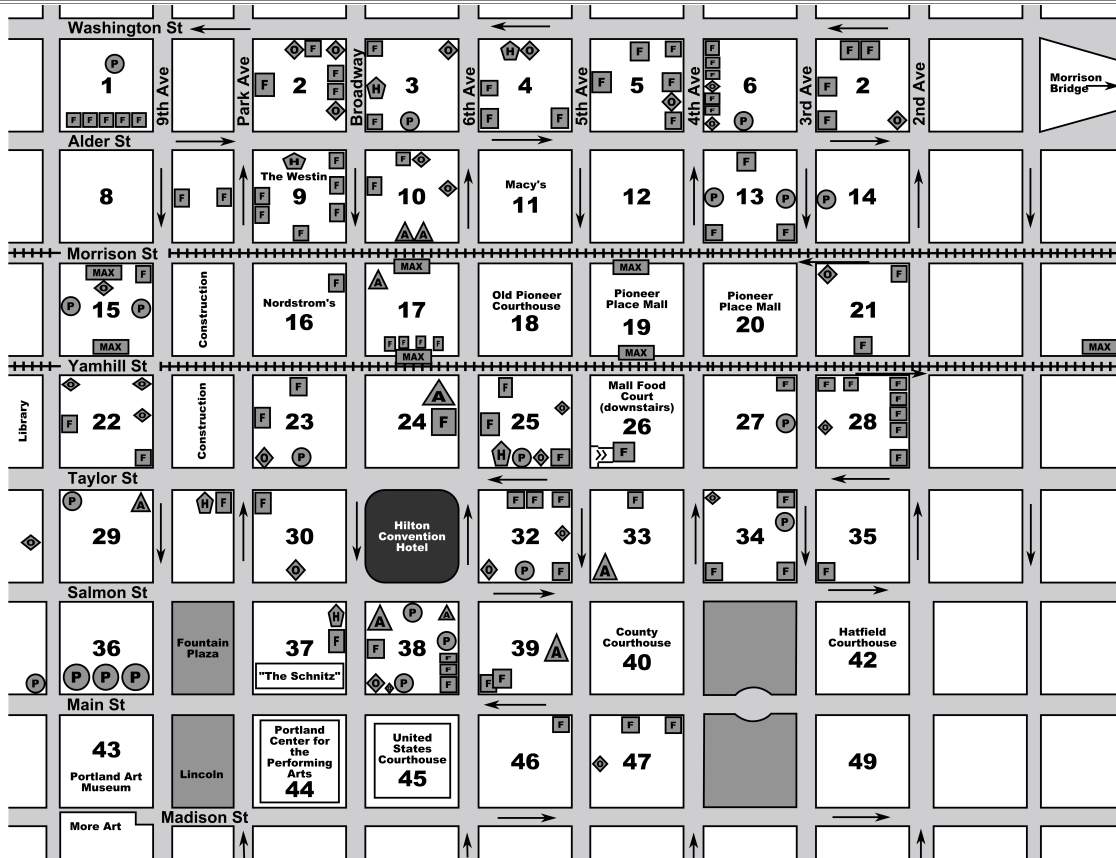 Washington St
9th Ave
Park Ave
Broadway
6th Ave
5th Ave
4th Ave
3rd Ave
2nd Ave
P
1
F F F F F
O F O
F 2 F
F
O
F O
H 3
F P
H O
F 4
F F
F F
F 5 F
O
F
F
F
O 6
F
F
O P
F F
F 2
F O
Morrison
Bridge
Alder St
8
F F
H F
The Westin
F 9 F
F F
F
F O
F 10 O
A A
Macy's
11
12
F
P 13 P
F F
P 14
Morrison St
MAX F
O
P 15 P
MAX
Construction
F
Nordstrom's
16
MAX
A
17
F F F F
MAX
Old Pioneer
Courthouse
18
MAX
Pioneer
Place Mall
19
MAX
Pioneer
Place Mall
20
O F
21
F
MAX
Yamhill St
Library
O O
F 22 O
F
Construction
F
F 23
O P
A
24 F
F
F 25 O
H P O F
Mall Food
Court
(downstairs)
26
F
F
27 P
F F F
F
O 28 F
F
F
Taylor St
O
P A
29
H F
F
30
O
Hilton
Convention
Hotel
F F F
32 O
O P F
F
33
A
O F
34 P
F F
35
F
Salmon St
P
36
P P P
Fountain
Plaza
H
37 F
"The Schnitz"
A P A
F 38 P
F
F
O O P F
39 A
F F
County
Courthouse
40
Hatfield
Courthouse
42
Main St
43
Portland Art
Museum
Lincoln
Portland
Center for
the
Performing
Arts
44
United
States
Courthouse
45
F
46
F F
O 47
49
Madison St
More Art